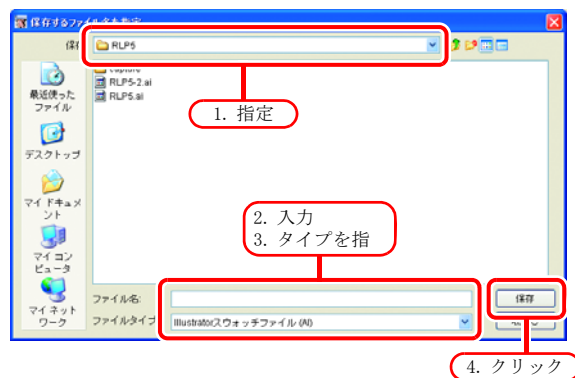 保存するファイル名を指定
保存
RLP5
capture
RLP5-2.ai
RLP5.ai
最近使った
ファイル
デスクトップ
マイ ドキュメ
ント
マイ コン
ピュータ
マイ ネット
ワーク
1. 指定
2. 入力
3. タイプを指
ファイル名:
保存
ファイルタイプ
Illustratorスウォッチファイル (AI)
4. クリック